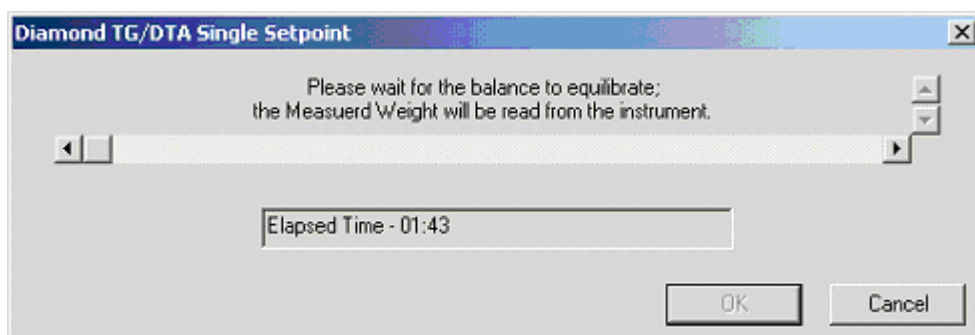 Diamond TG/DTA Single Setpoint
Please wait for the balance to equilibrate;
the Measuerd Weight will be read from the instrument.
Elapsed Time - 01:43
OK
Cancel